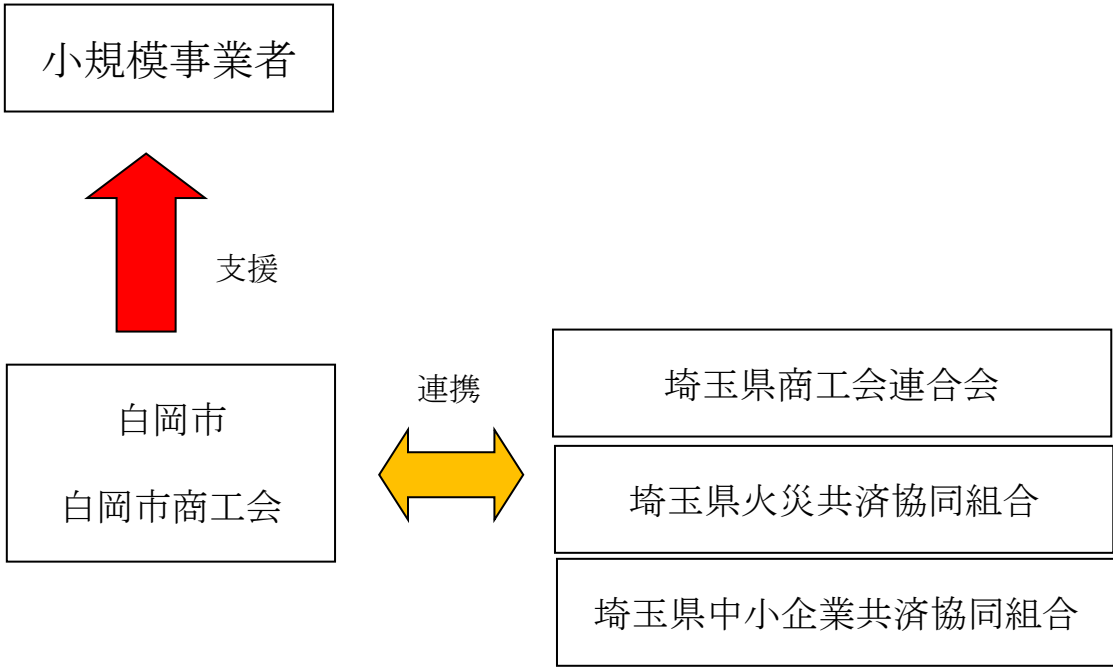 小規模事業者
支援
白岡市
白岡市商工会
連携
埼玉県商工会連合会
埼玉県火災共済協同組合
埼玉県中小企業共済協同組合